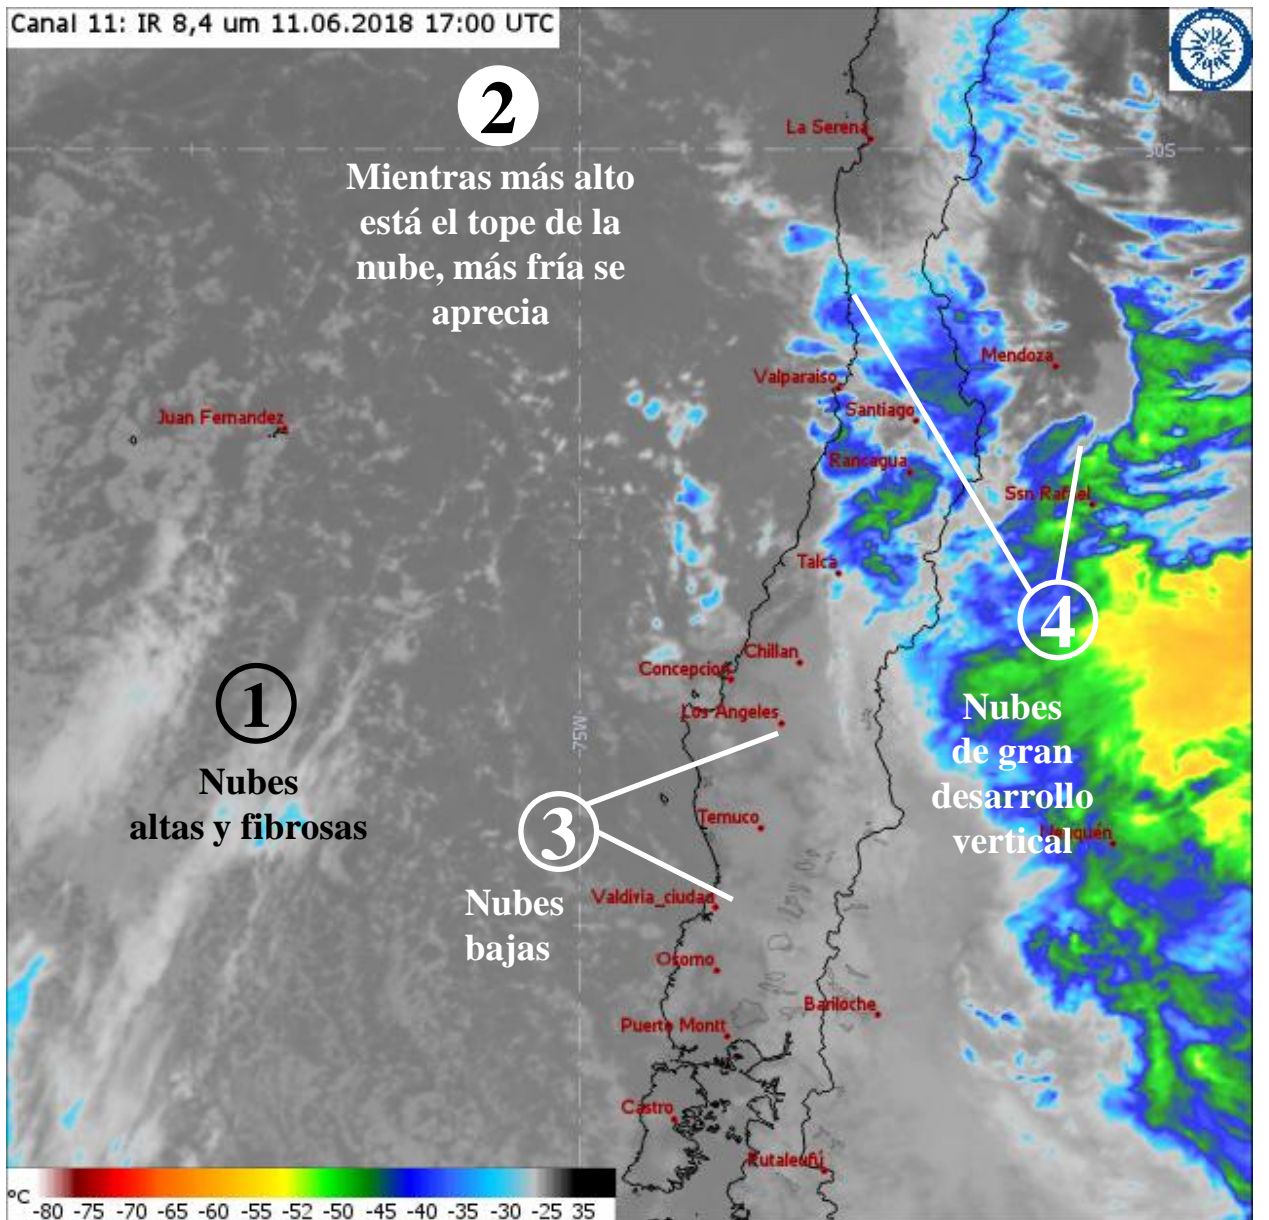 Canal 11: IR 8,4 um 11.06.2018 17:00 UTC
2
Mientras más alto
está el tope de la
nube, más fría se
aprecia
La Serena
30S
Mendoza
Valparaiso
Santiago
Juan Fernandez
Rancagua
Ssn Rafael
Talca
4
Chillan
Concepcion
Los Angeles
1
Nubes
altas y fibrosas
-75W
Nubes
de gran
desarrollo
vertical
3
Nubes
bajas
Temuco
Neuquén
Valdivia_ciudad
Osorno
Bariloche
Puerto Montt
Castro
Futaleufú
°C -80 -75 -70 -65 -60 -55 -52 -50 -45 -40 -35 -30 -25 35